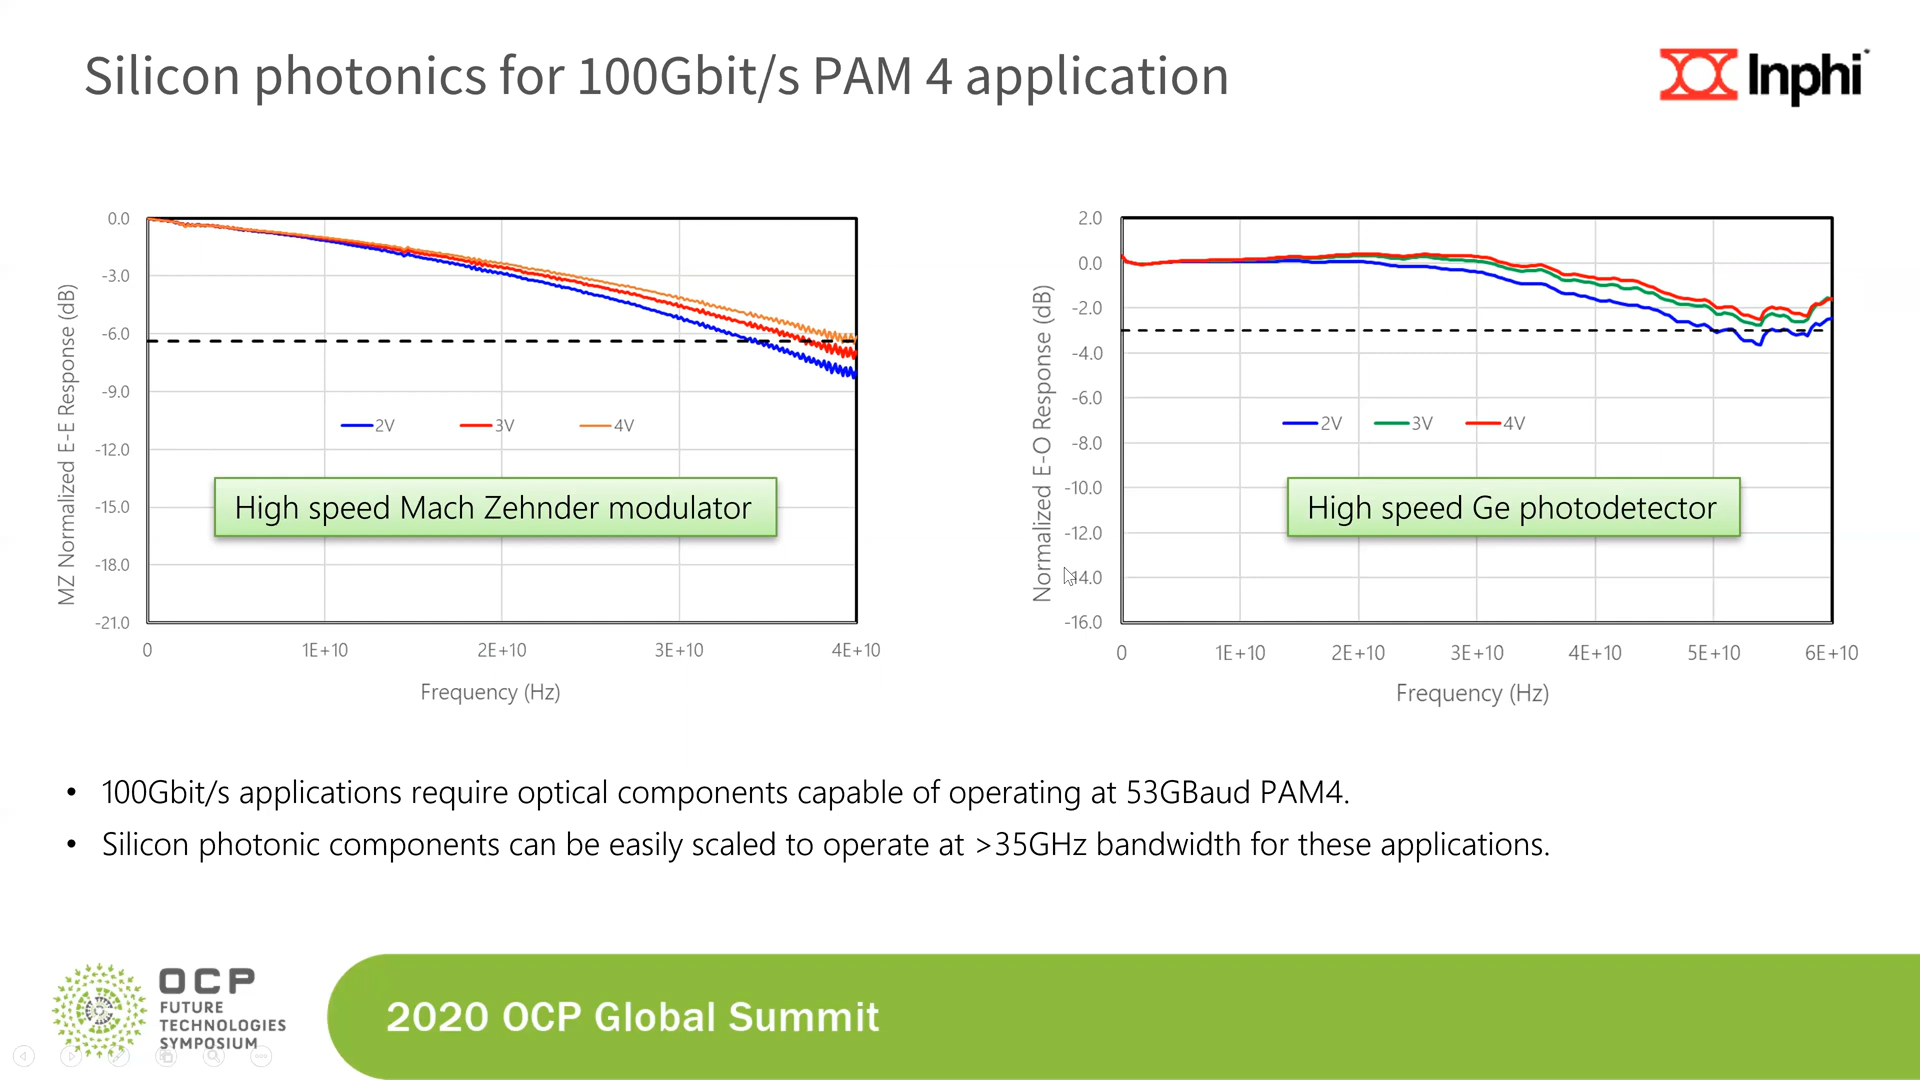 Silicon photonics for 100Gbit/s PAM 4 application
Inphi
MZ Normalized E-E Response (dB)
0.0
-3.0
-6.0
-9.0
-12.0
-15.0
-18.0
-21.0
2V 3V 4V
High speed Mach Zehnder modulator
0 1E+10 2E+10 3E+10 4E+10
Frequency (Hz)
Normalized E-O Response (dB)
2.0
0.0
-2.0
-4.0
-6.0
-8.0
-10.0
-12.0
-14.0
-16.0
2V 3V 4V
High speed Ge photodetector
0 1E+10 2E+10 3E+10 4E+10 5E+10 6E+10
Frequency (Hz)
• 100Gbit/s applications require optical components capable of operating at 53GBaud PAM4.
• Silicon photonic components can be easily scaled to operate at >35GHz bandwidth for these applications.
OCP
FUTURE
TECHNOLOGIES
SYMPOSIUM
2020 OCP Global Summit